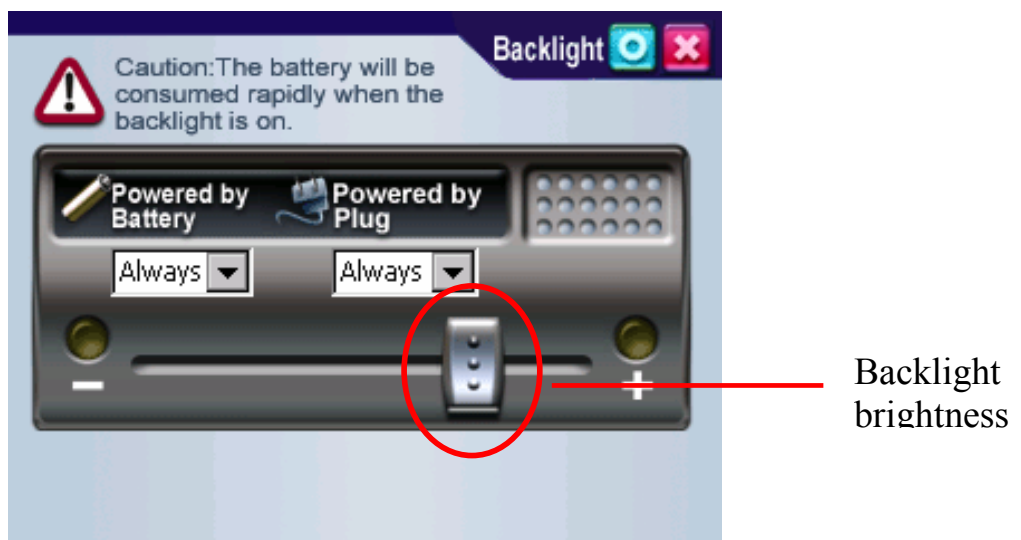 Backlight
Caution:The battery will be
consumed rapidly when the
backlight is on.
Powered by
Battery
Powered by
Plug
Always
Always
− +
Backlight
brightness